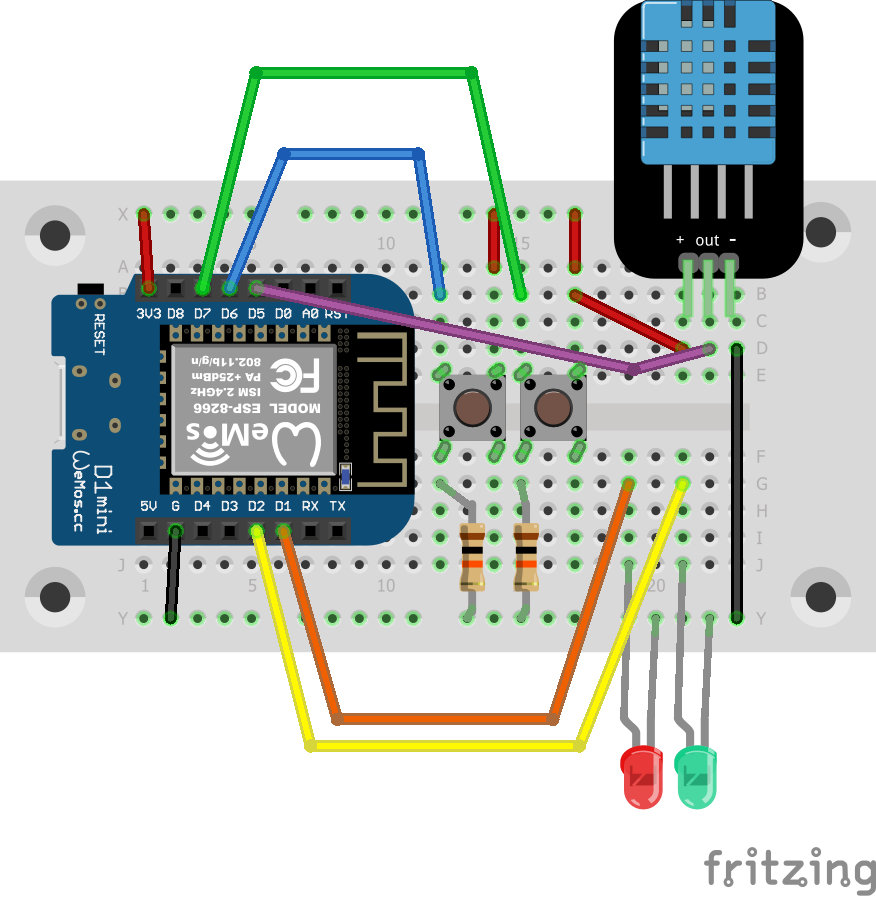 X
5
10
15
+ out -
A
B
B
C
D
E
3V3 D8 D7 D6 D5 D0 A0 RST
RESET
802.11b/g/n
PA +25dBm
ISM 2.4GHz
MODEL ESP-8266
FC
WeMos
D1 mini
WeMos.cc
5V G D4 D3 D2 D1 RX TX
F
G
H
I
J
J
1
5
10
20
Y
Y
fritzing